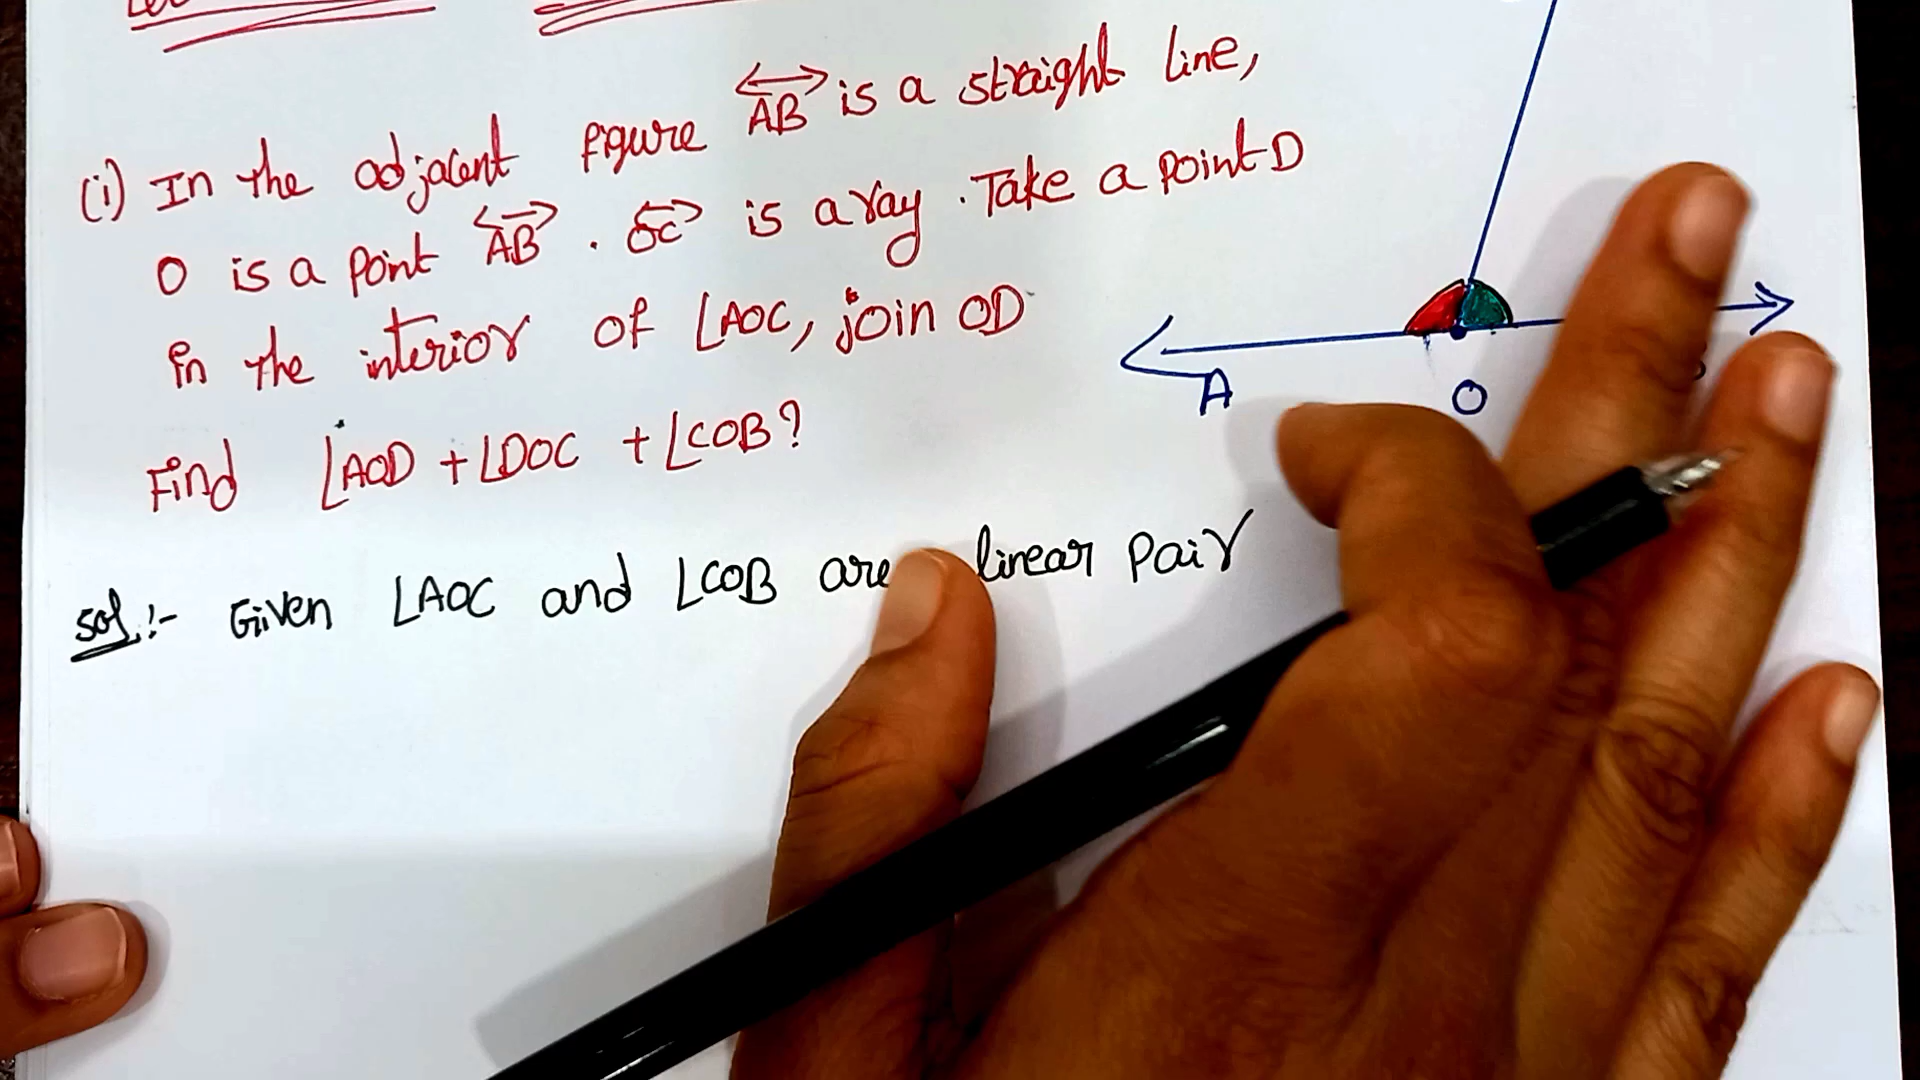 (i) In the adjacent figure AB is a straight line,
O is a point AB . OC is a ray . Take a point D
in the interior of ∠AOC, join OD
Find ∠AOD + ∠DOC + ∠COB?
A
O
sol:- Given ∠AOC and ∠COB are linear pair